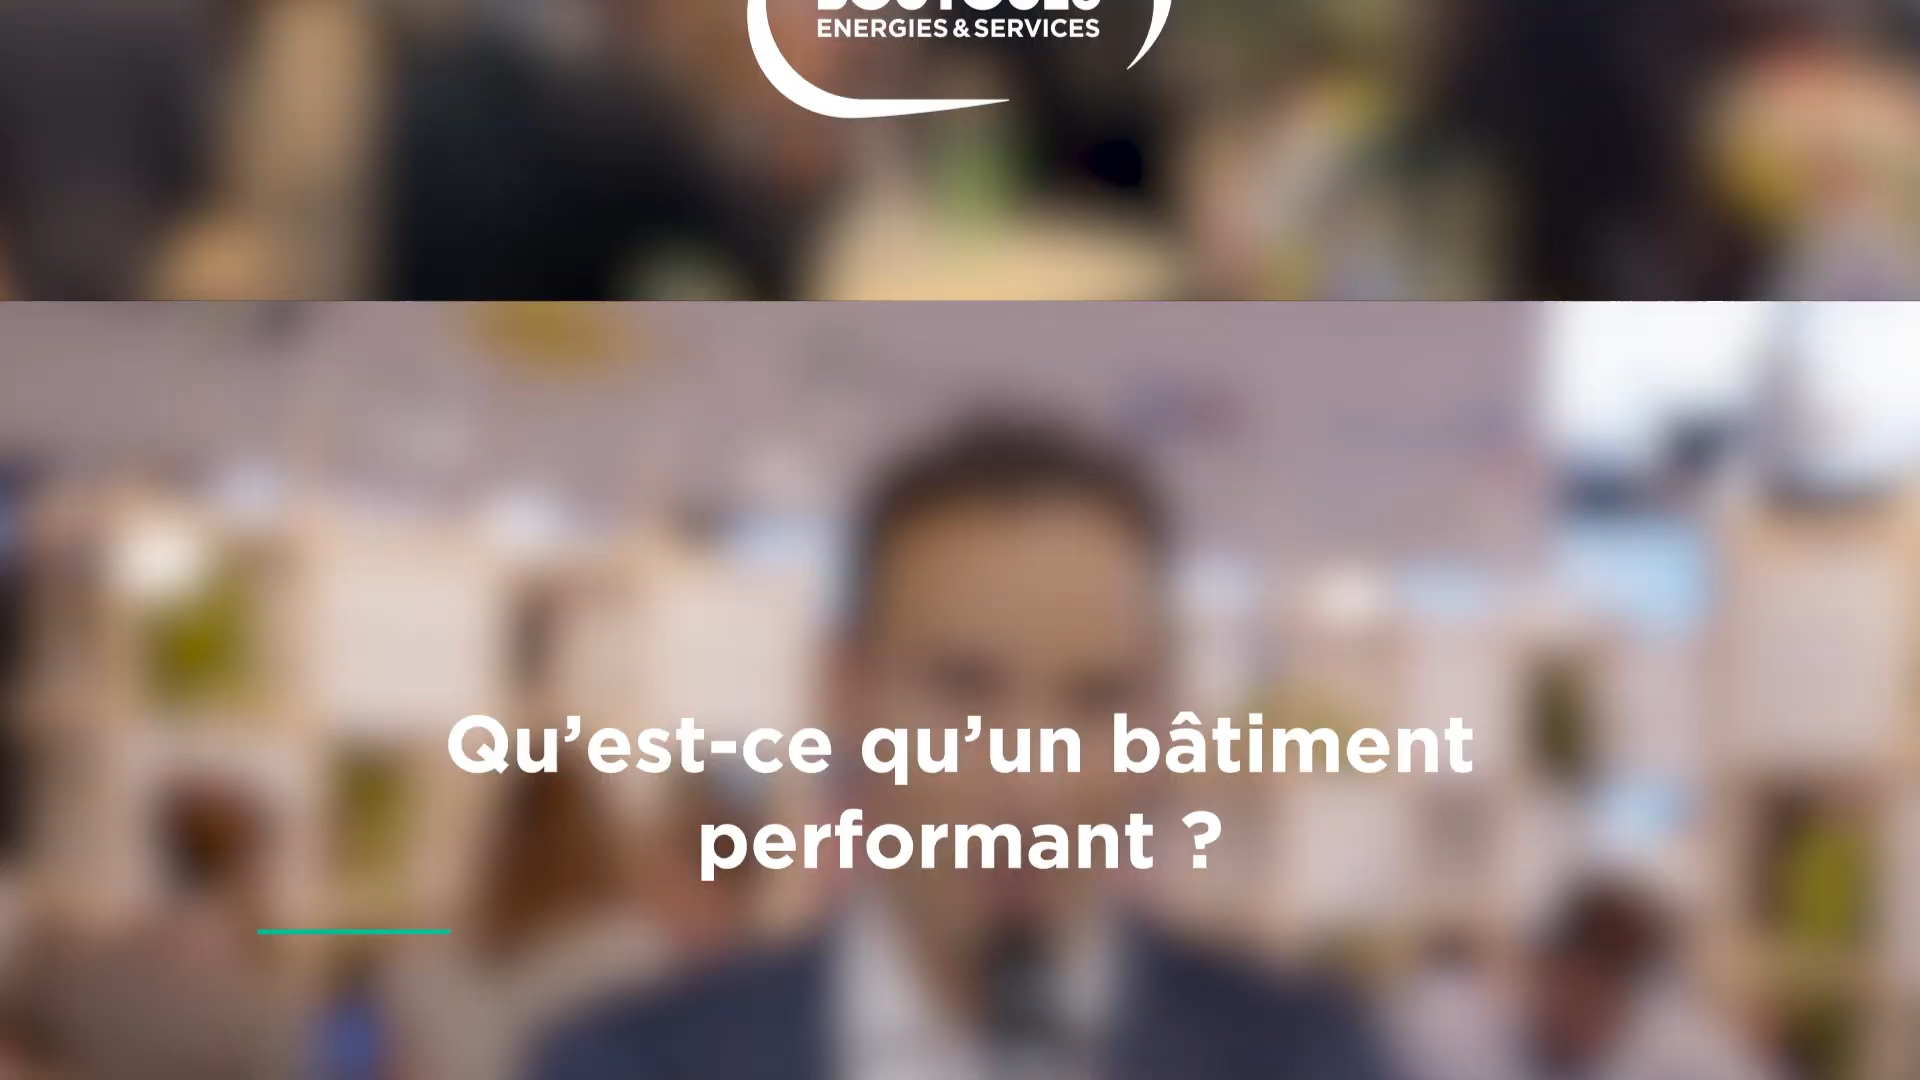 ENERGIES & SERVICES
Qu’est-ce qu’un bâtiment
performant ?